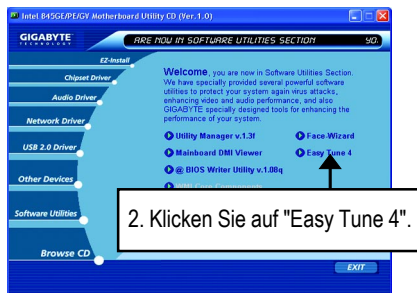 Intel 845GE/PE/GV Motherboard Utility CD (Ver.1.0)
GIGABYTE
TECHNOLOGY
ARE NOW IN SOFTWARE UTILITIES SECTION
YO
EZ-Install
Chipset Driver
Audio Driver
Network Driver
USB 2.0 Driver
Other Devices
Software Utilities
Browse CD
Welcome, you are now in Software Utilities Section.
We have specially provided several powerful software
utilities to protect your system again virus attacks,
enhancing video and audio performance, and also
GIGABYTE specially designed tools for enhancing the
performance of system.
Utility Manager v.1.3f
Face-Wizard
Mainboard DMI Viewer
Easy Tune 4
@ BIOS Writer Utility v.1.08q
WMI Core Components
2. Klicken Sie auf "Easy Tune 4".
EXIT